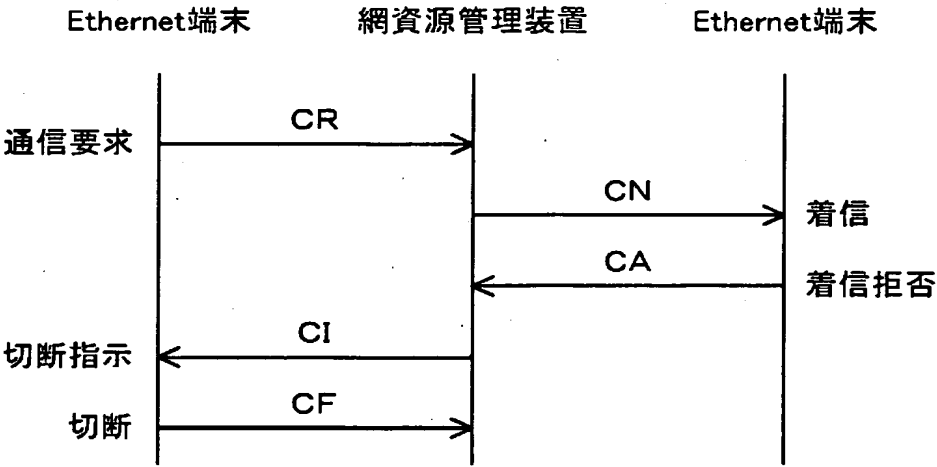 Ethernet端末 網資源管理装置 Ethernet端末
CR
通信要求
CN
着信
CA
着信拒否
CI
切断指示
CF
切断